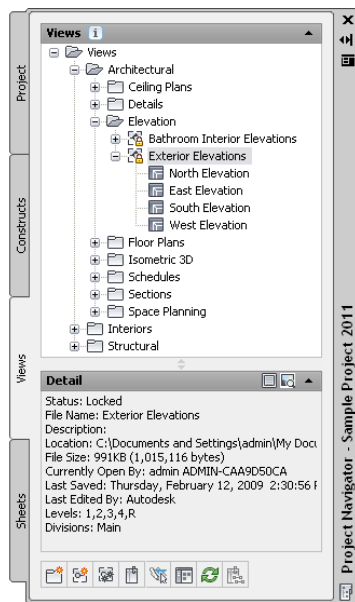 Views
Views
Architectural
Ceiling Plans
Details
Elevation
Bathroom Interior Elevations
Exterior Elevations
North Elevation
East Elevation
South Elevation
West Elevation
Floor Plans
Isometric 3D
Schedules
Sections
Space Planning
Interiors
Structural
Detail
Status: Locked
File Name: Exterior Elevations
Description:
Location: C:\Documents and Settings\admin\My Docu
File Size: 991KB (1,015,116 bytes)
Currently Open By: admin ADMIN-CAA9D50CA
Last Saved: Thursday, February 12, 2009 2:30:56 F
Last Edited By: Autodesk
Levels: 1,2,3,4,R
Divisions: Main
Project
Constructs
Views
Sheets
Project Navigator - Sample Project 2011